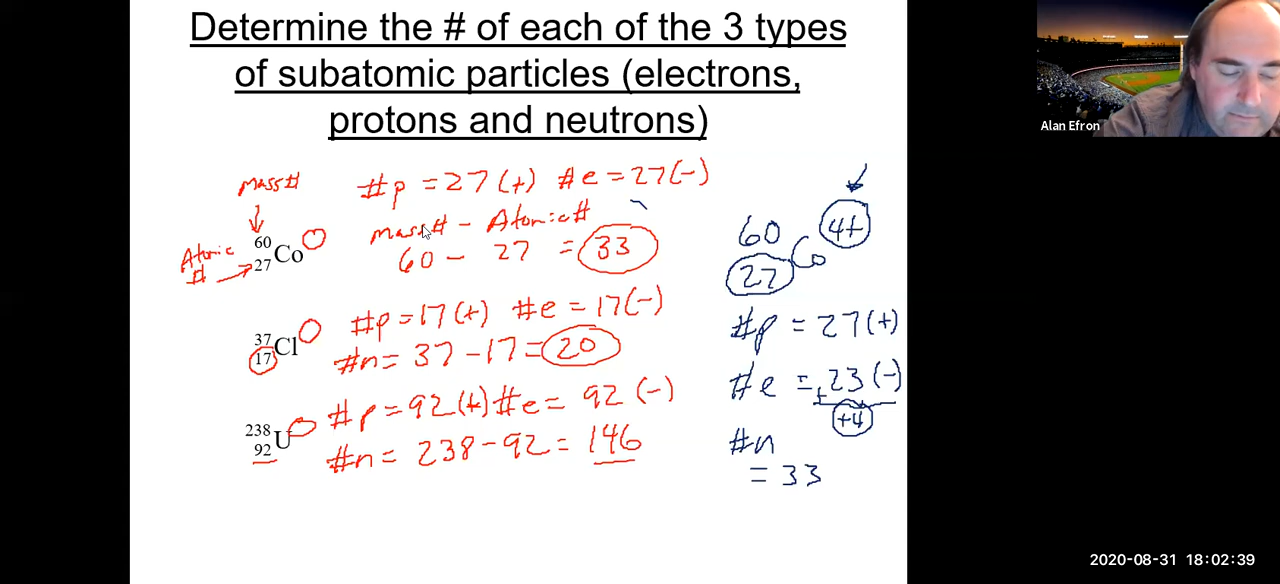 Determine the # of each of the 3 types
of subatomic particles (electrons,
protons and neutrons)
Alan Efron
mass#
#p = 27 (+) #e = 27 (-)
mass# - Atomic#
60 - 27 = 33
Atomic
#
60
27 Co
#p = 17 (+) #e = 17 (-)
#n = 37 - 17 = 20
37
17 Cl
#p = 92 (+) #e = 92 (-)
#n = 238 - 92 = 146
238
92 U
60 4+
27 Co
#p = 27 (+)
#e = + 23 (-)
+4
#n
= 33
2020-08-31 18:02:39